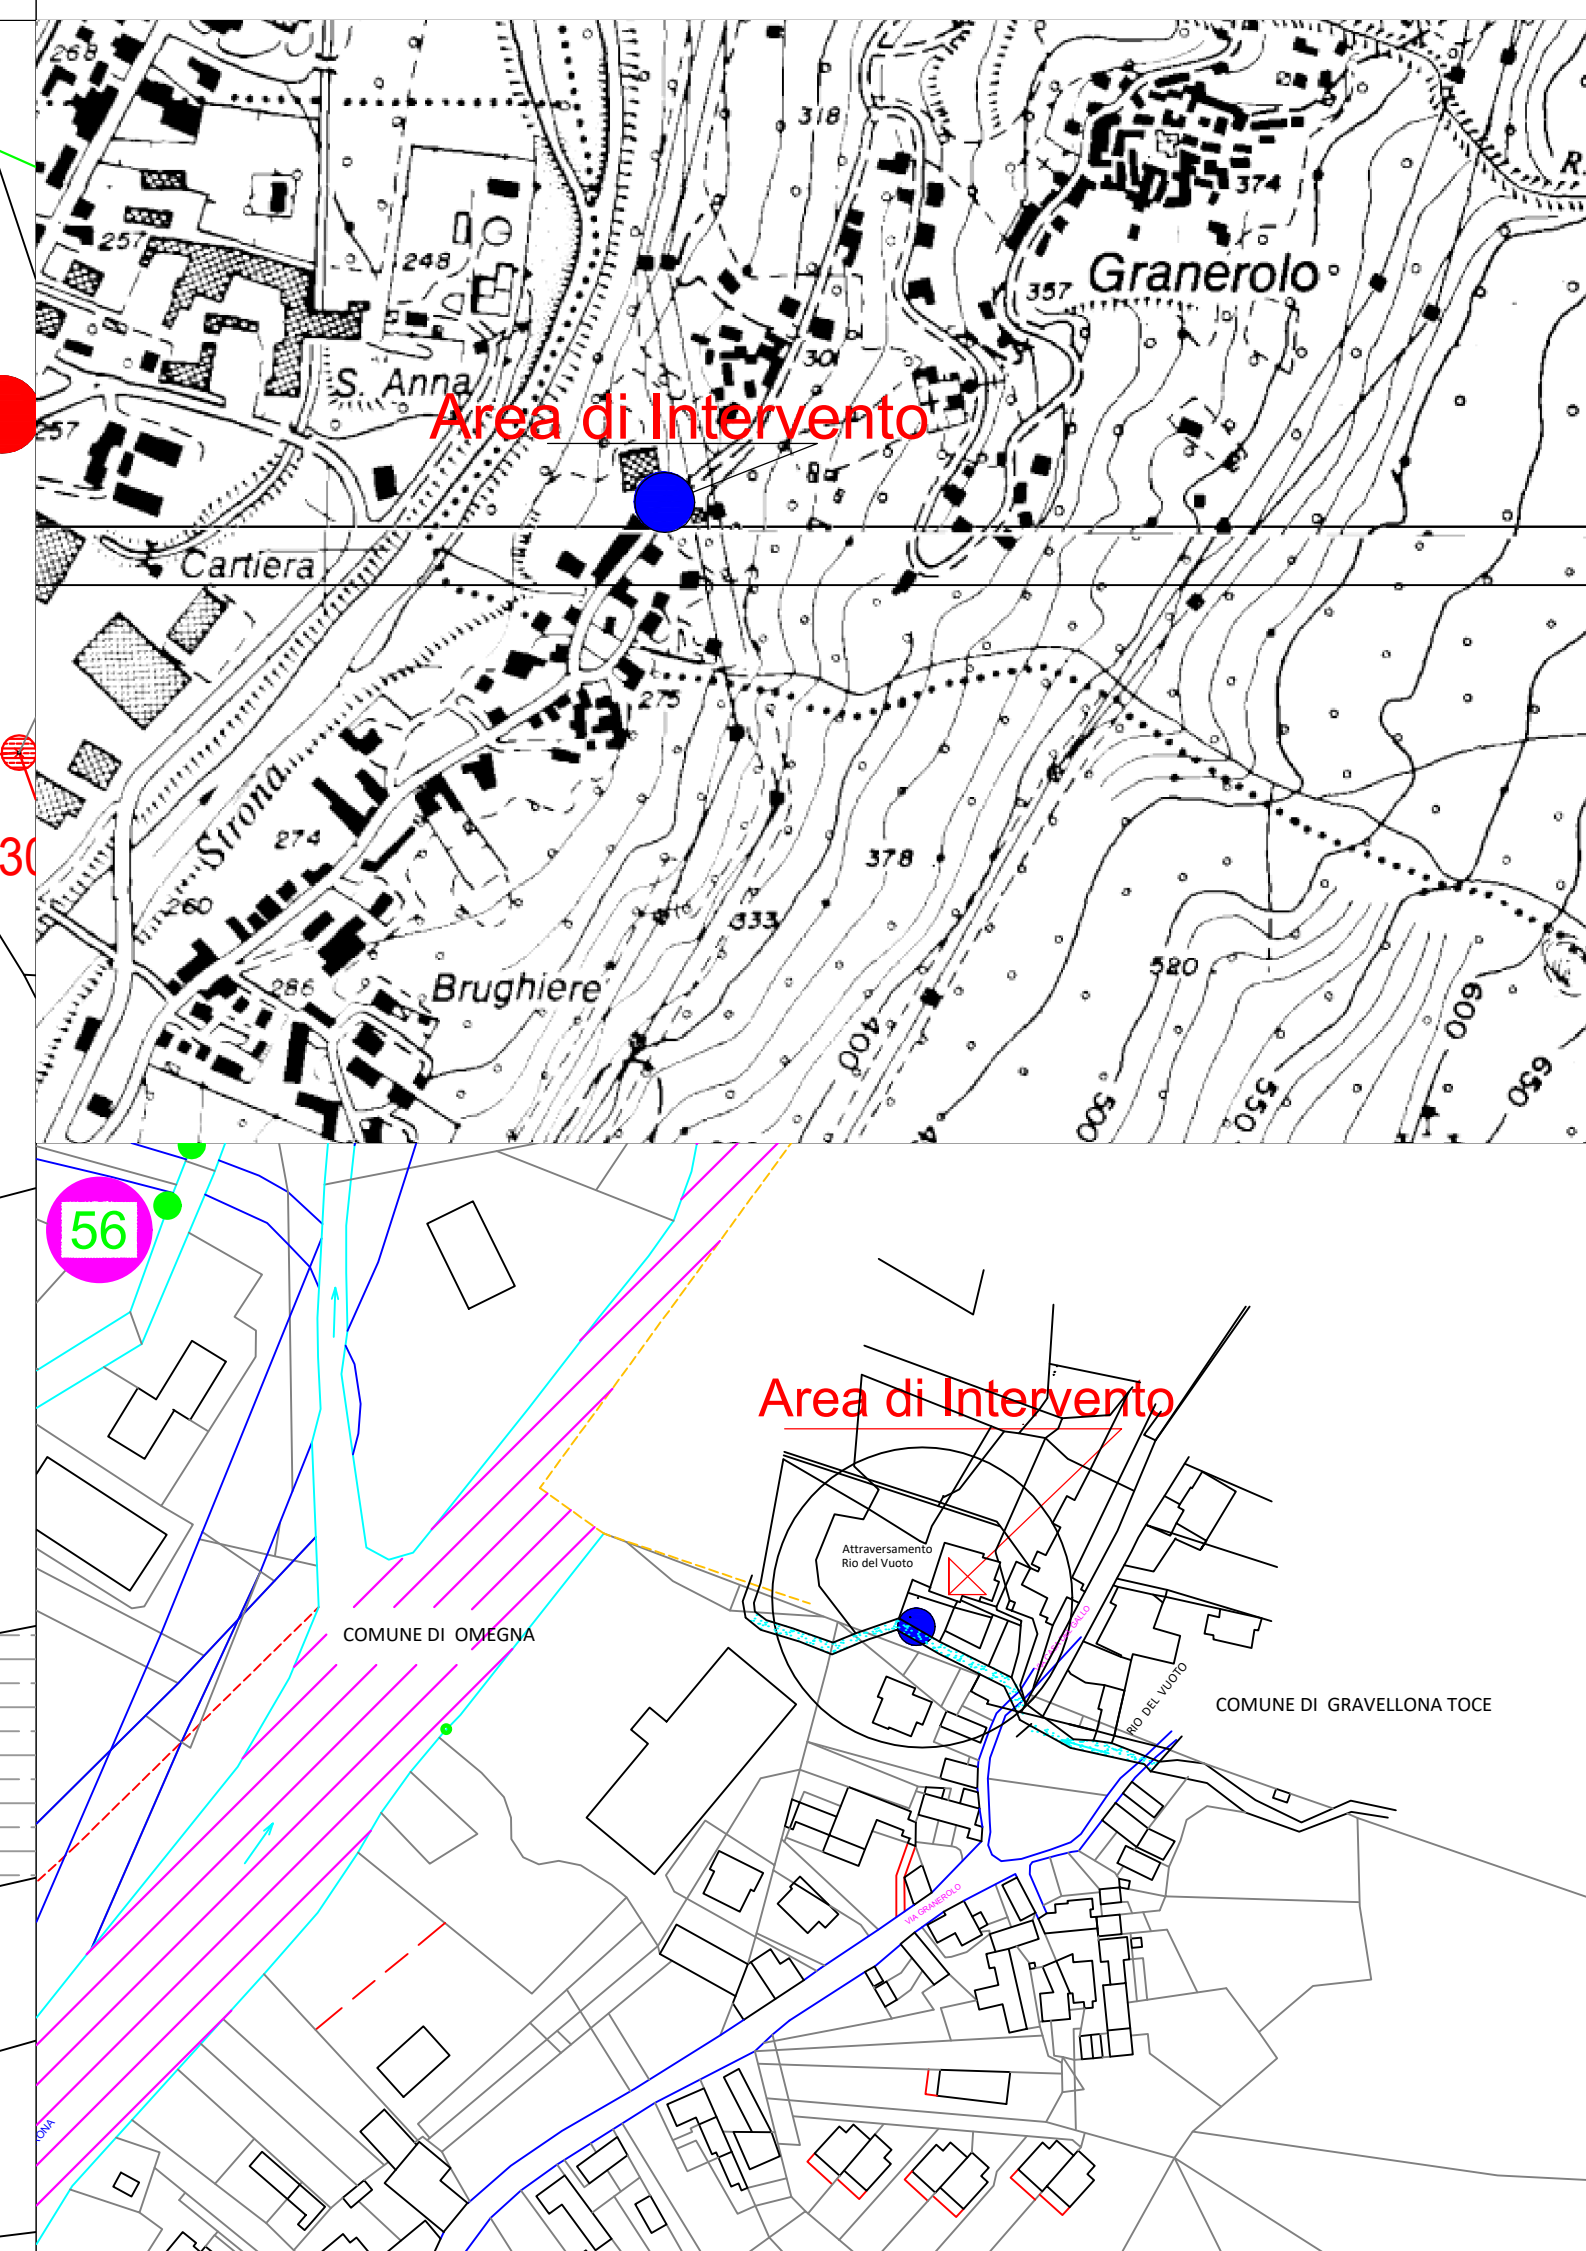 268
318
R.
374
257
248
Granerolo
357
301
S. Anna
Area di Intervento
257
Cartiera
275
Strona
274
30
378
260
333
520
286
Brughiere
600
400
650
500
550
56
Area di Intervento
Attraversamento
Rio del Vuoto
COMUNE DI OMEGNA
RIO DEL VUOTO
COMUNE DI GRAVELLONA TOCE
VIA GRANEROLO